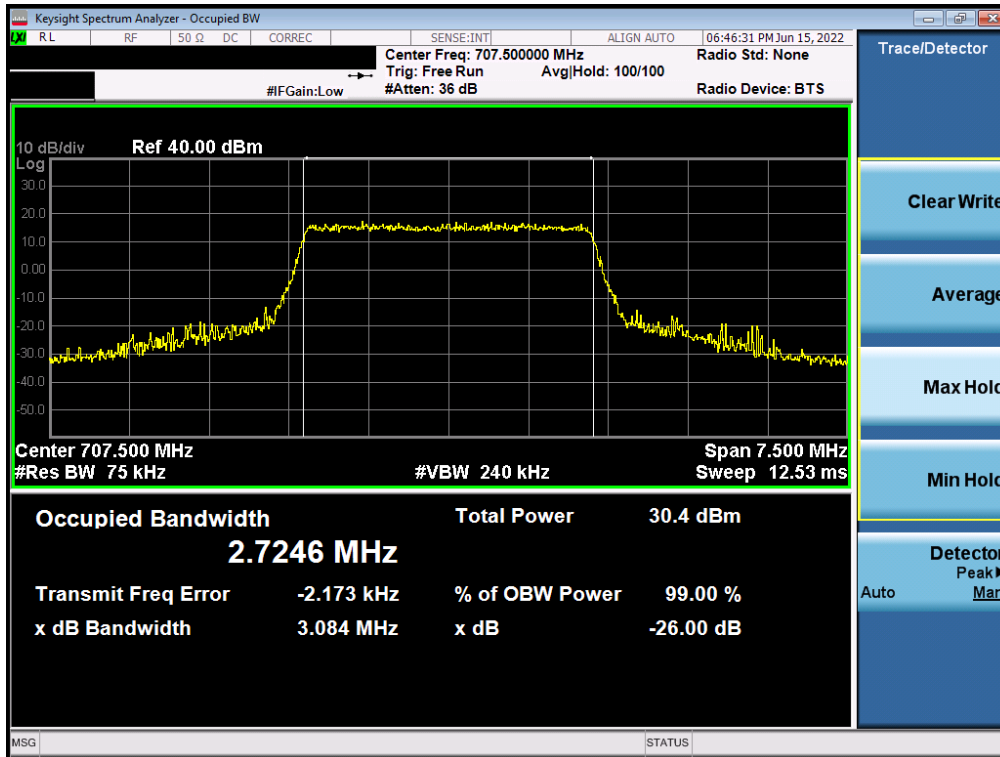 Keysight Spectrum Analyzer - Occupied BW
LXI RL RF 50 Ω DC CORREC SENSE:INT ALIGN AUTO 06:46:31 PM Jun 15, 2022
Center Freq: 707.500000 MHz Radio Std: None
Trig: Free Run Avg|Hold: 100/100
#IFGain:Low #Atten: 36 dB Radio Device: BTS
Trace/Detector
10 dB/div Ref 40.00 dBm
Log
30.0
20.0
10.0
0.00
-10.0
-20.0
-30.0
-40.0
-50.0
Center 707.500 MHz Span 7.500 MHz
#Res BW 75 kHz #VBW 240 kHz Sweep 12.53 ms
Occupied Bandwidth Total Power 30.4 dBm
2.7246 MHz
Transmit Freq Error -2.173 kHz % of OBW Power 99.00 %
x dB Bandwidth 3.084 MHz x dB -26.00 dB
Clear Write
Average
Max Hold
Min Hold
Detector
Peak
Auto Man
MSG STATUS